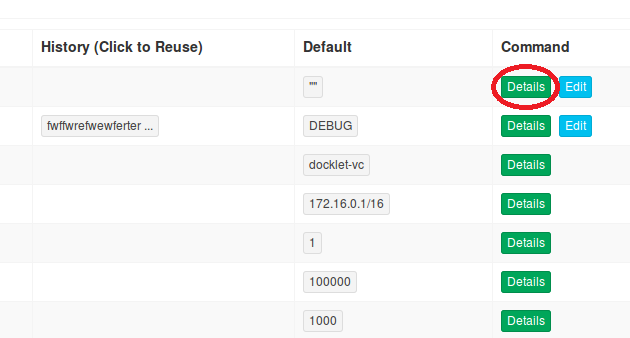 History (Click to Reuse) Default Command
"" Details Edit
fwffwrefwewferter ... DEBUG Details Edit
docklet-vc Details
172.16.0.1/16 Details
1 Details
100000 Details
1000 Details